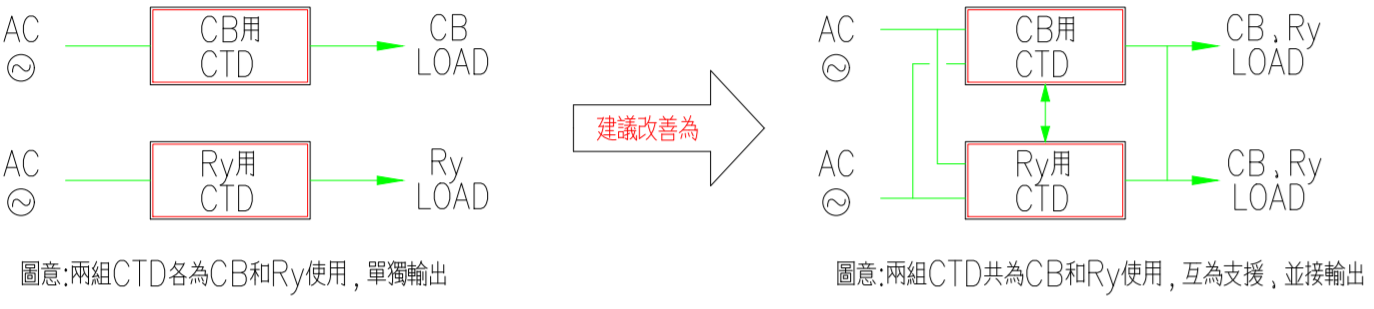 AC
CB用
CTD
CB
LOAD
AC
Ry用
CTD
Ry
LOAD
圖意:兩組CTD各為CB和Ry使用,單獨輸出
建議改善為
AC
CB用
CTD
CB、Ry
LOAD
AC
Ry用
CTD
CB、Ry
LOAD
圖意:兩組CTD共為CB和Ry使用,互為支援、並接輸出